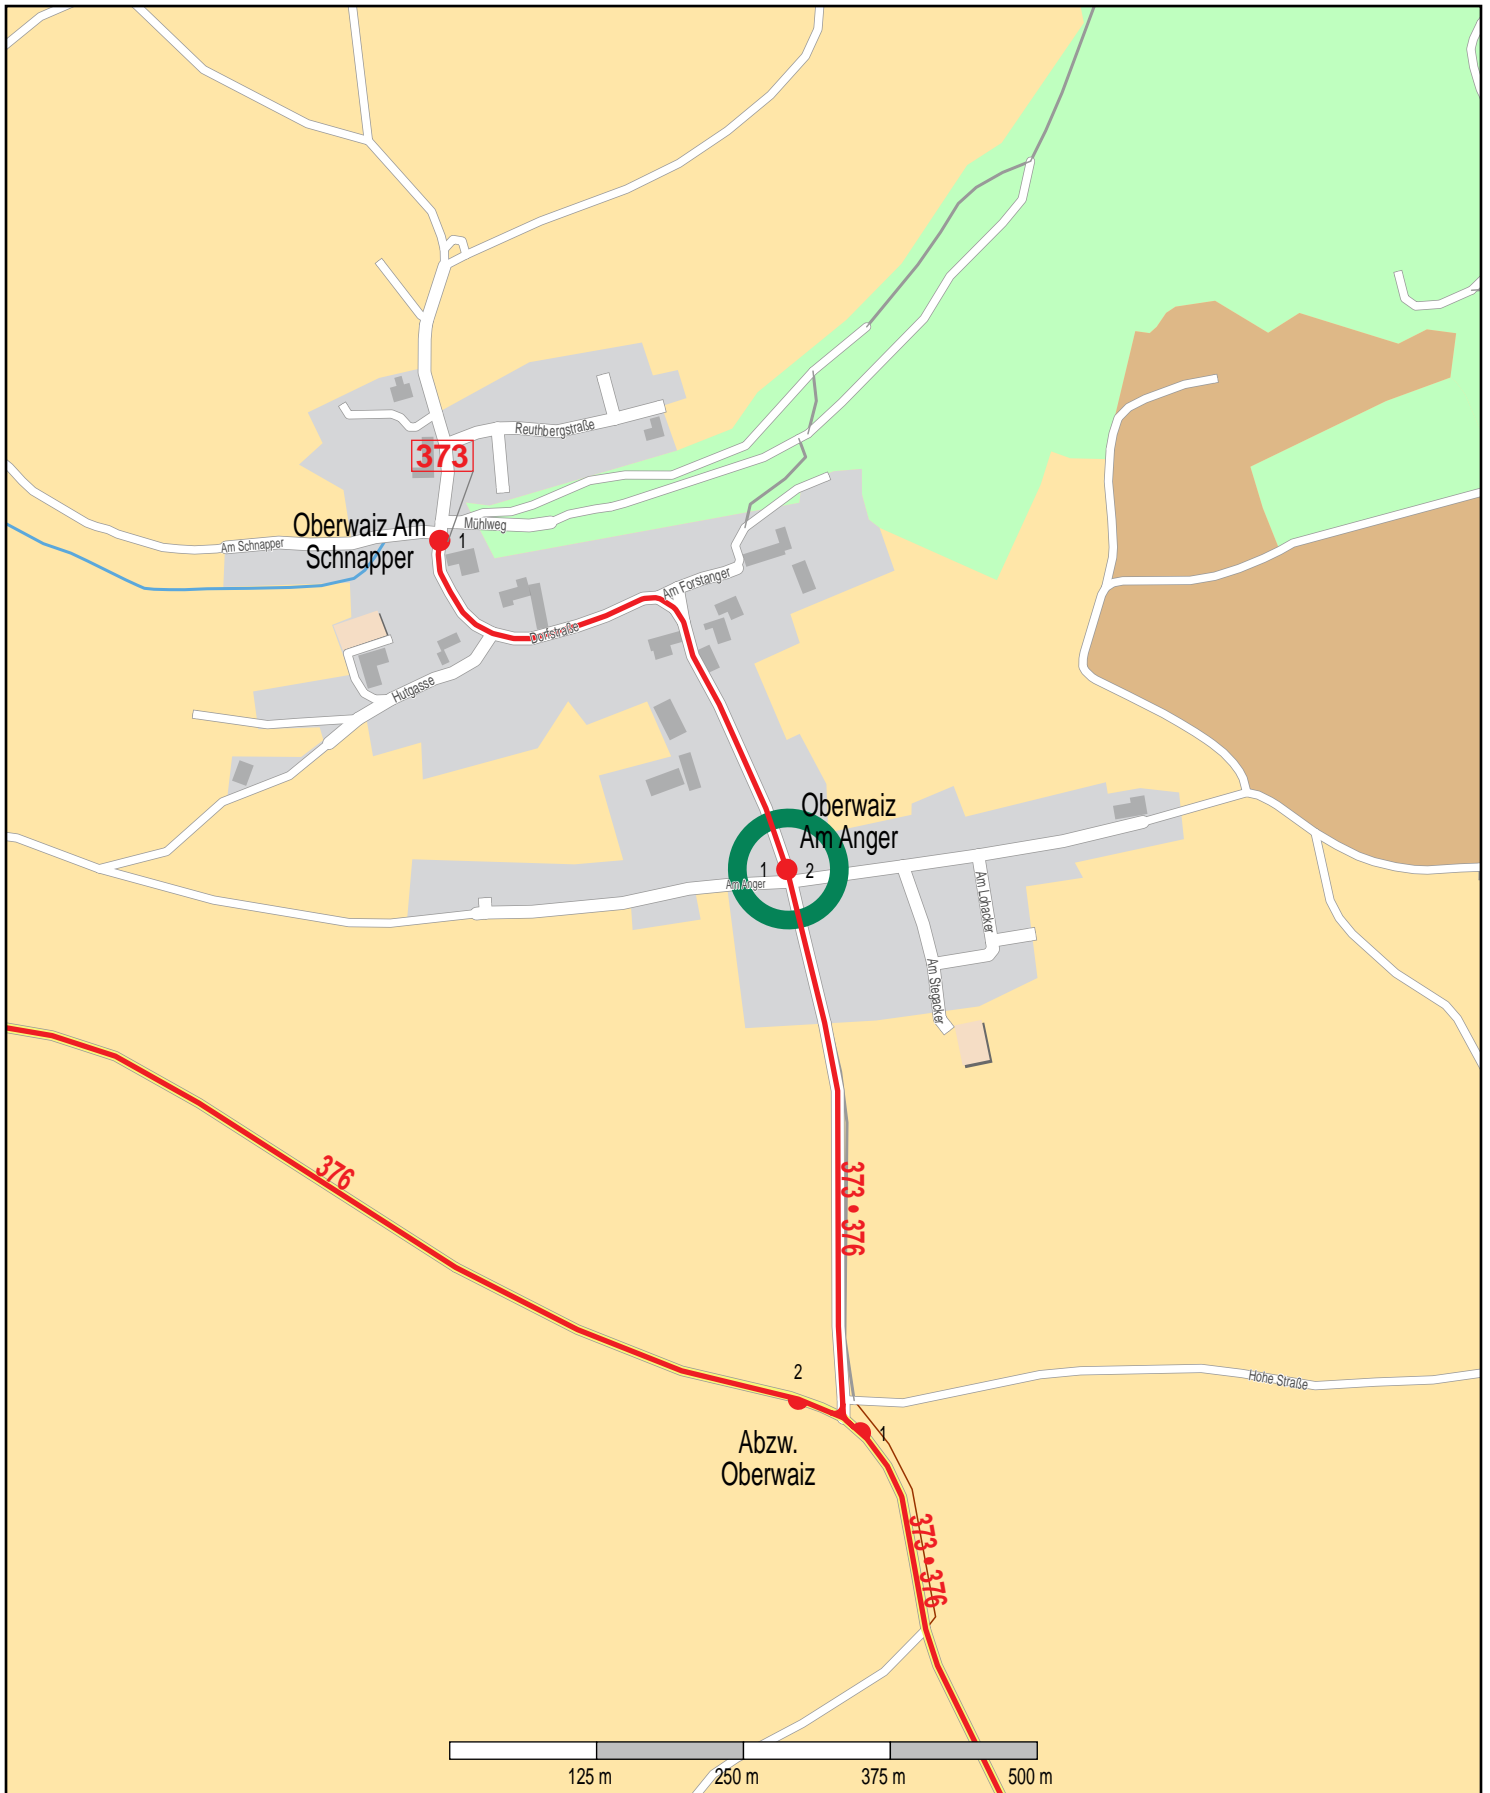 Reuthbergstraße
373
Oberwaiz Am
Schnapper
1
Mühlweg
Am Schnapper
Am Forstanger
Dorfstraße
Hutgasse
Oberwaiz
Am Anger
1
2
Am Anger
Am Lohacker
Am Stegacker
376
373 • 376
2
Hohe Straße
1
Abzw.
Oberwaiz
373 • 376
125 m
250 m
375 m
500 m